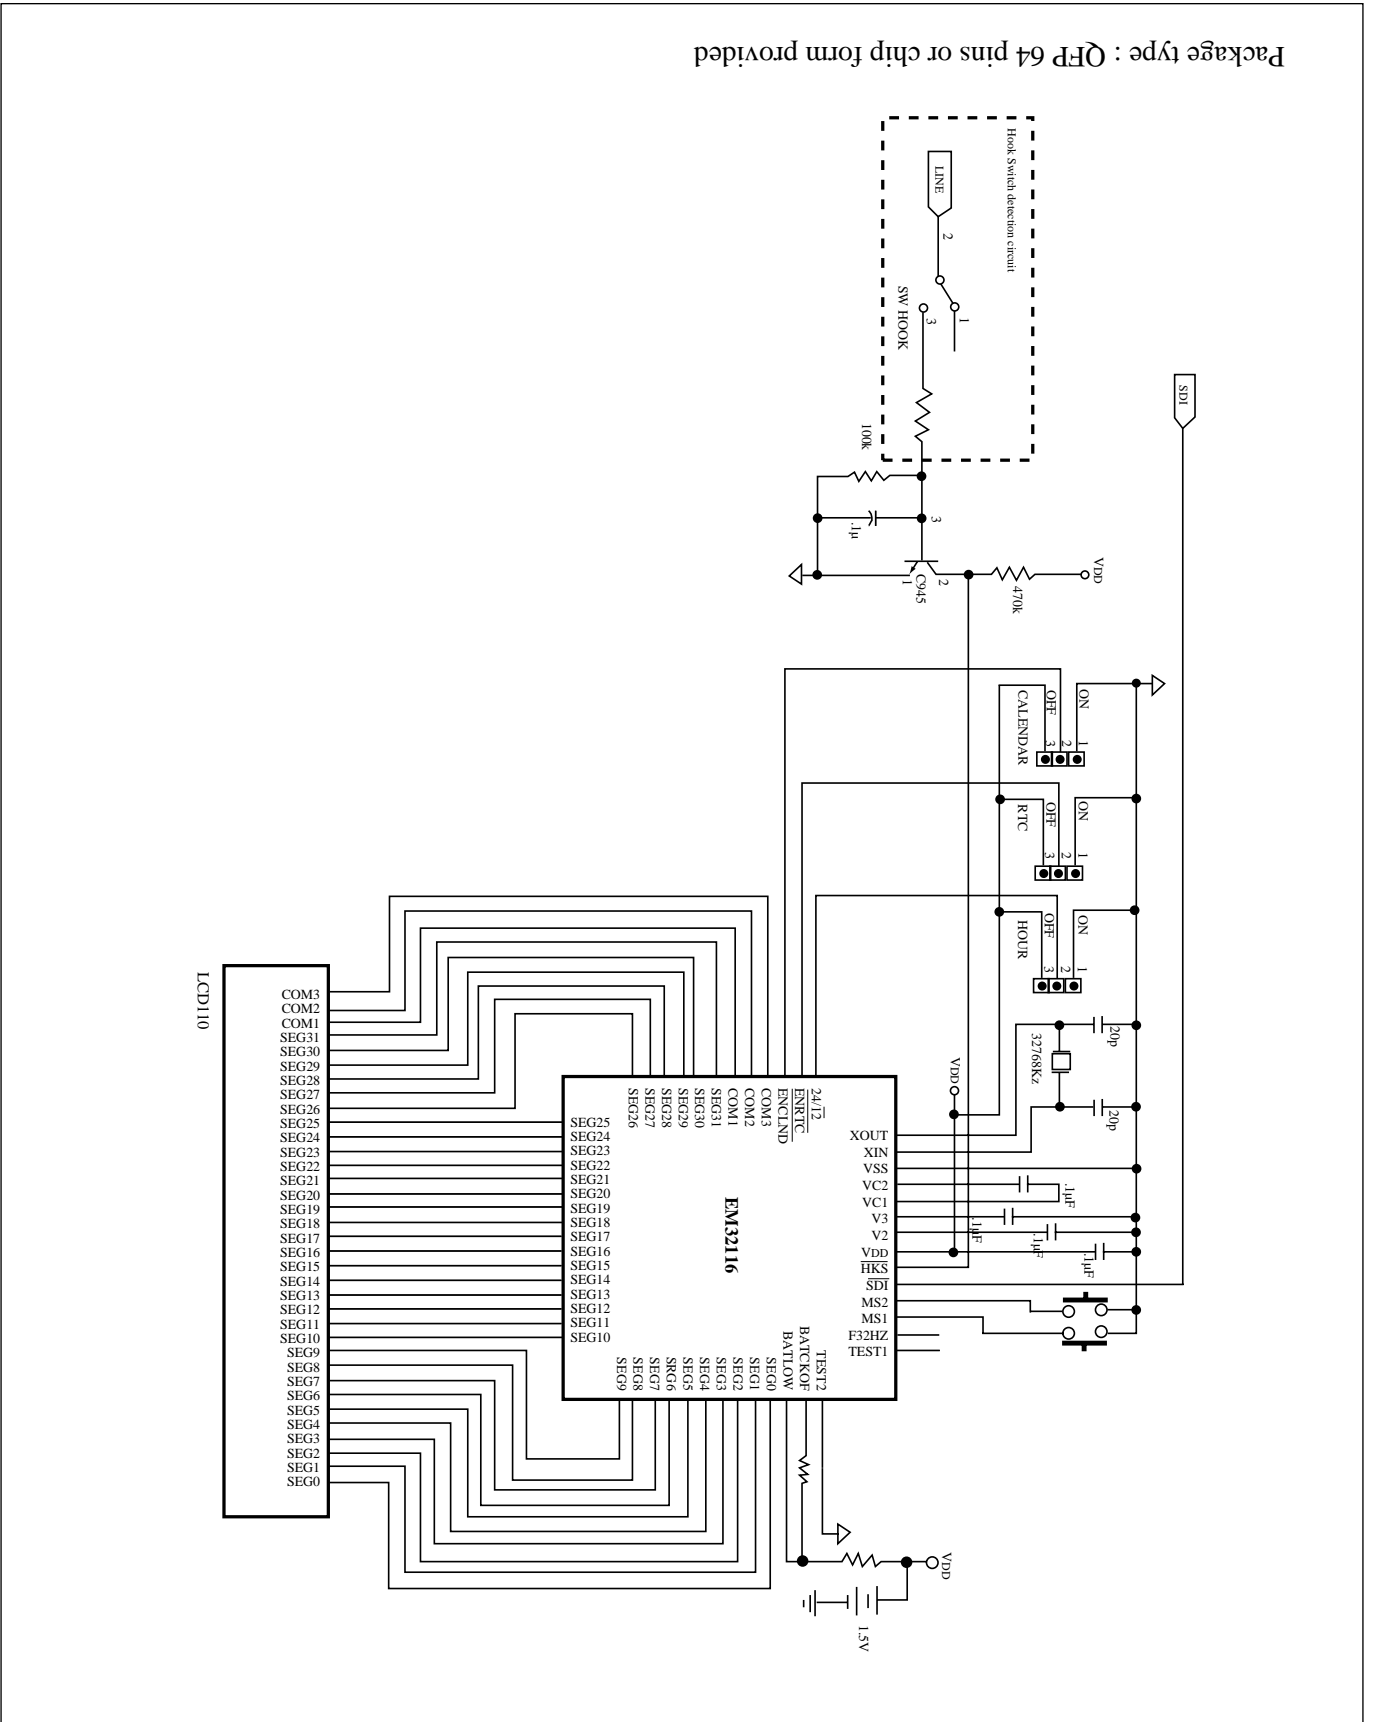 Package type : QFP 64 pins or chip form provided
Hook Switch detection circuit
LINE
2
1
3
SW HOOK
100k
SDI
3
.1µ
C945
1
2
470k
VDD
ON
OFF
1
2
3
CALENDAR
ON
OFF
1
2
3
RTC
ON
OFF
1
2
3
HOUR
20p
32768Kz
20p
VDD
.1µF
.1µF
.1µF
.1µF
24/12
ENRTC
ENCLND
COM3
COM2
COM1
SEG31
SEG30
SEG29
SEG28
SEG27
SEG26
XOUT
XIN
VSS
VC2
VC1
V3
V2
VDD
HKS
SDI
MS2
MS1
F32HZ
TEST1
EM32116
SEG25
SEG24
SEG23
SEG22
SEG21
SEG20
SEG19
SEG18
SEG17
SEG16
SEG15
SEG14
SEG13
SEG12
SEG11
SEG10
TEST2
BATCKOF
BATLOW
SEG0
SEG1
SEG2
SEG3
SEG4
SEG5
SRG6
SEG7
SEG8
SEG9
VDD
1.5V
LCD110
COM3
COM2
COM1
SEG31
SEG30
SEG29
SEG28
SEG27
SEG26
SEG25
SEG24
SEG23
SEG22
SEG21
SEG20
SEG19
SEG18
SEG17
SEG16
SEG15
SEG14
SEG13
SEG12
SEG11
SEG10
SEG9
SEG8
SEG7
SEG6
SEG5
SEG4
SEG3
SEG2
SEG1
SEG0